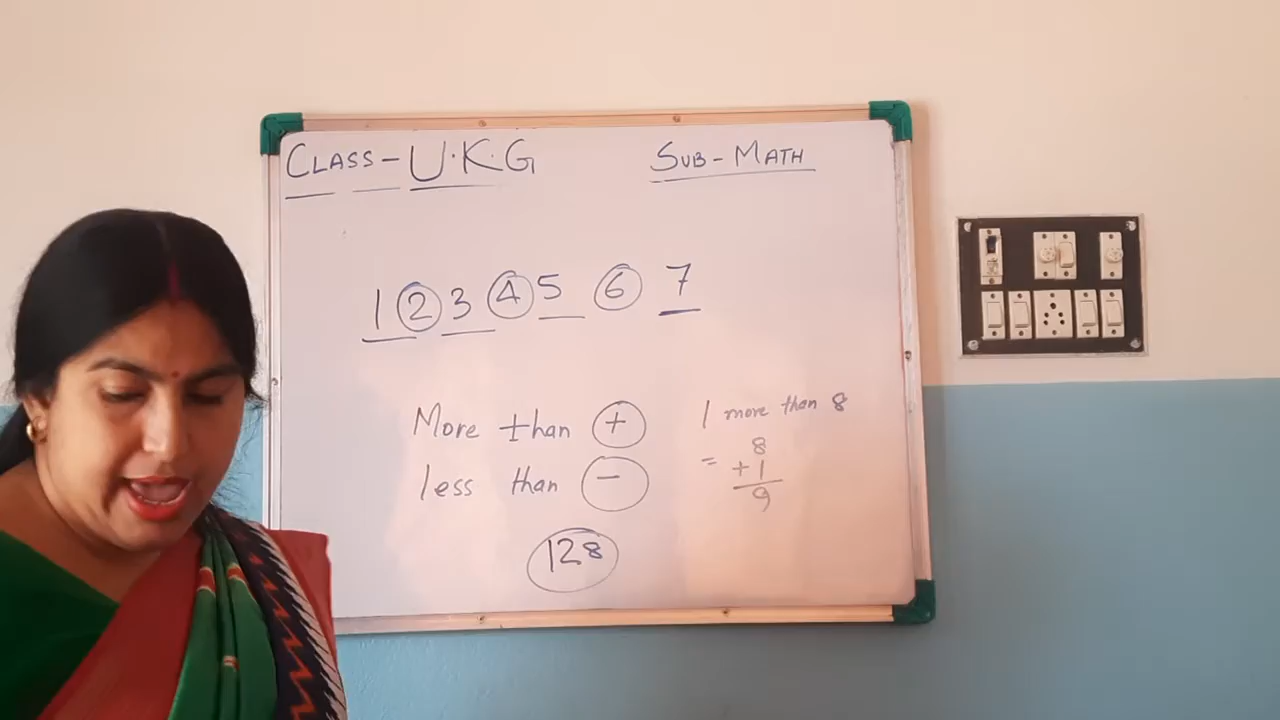 CLASS - U.K.G
SUB - MATH
1 2 3 4 5 6 7
More than +
less than -
128
1 more than 8
= 8
+ 1
9